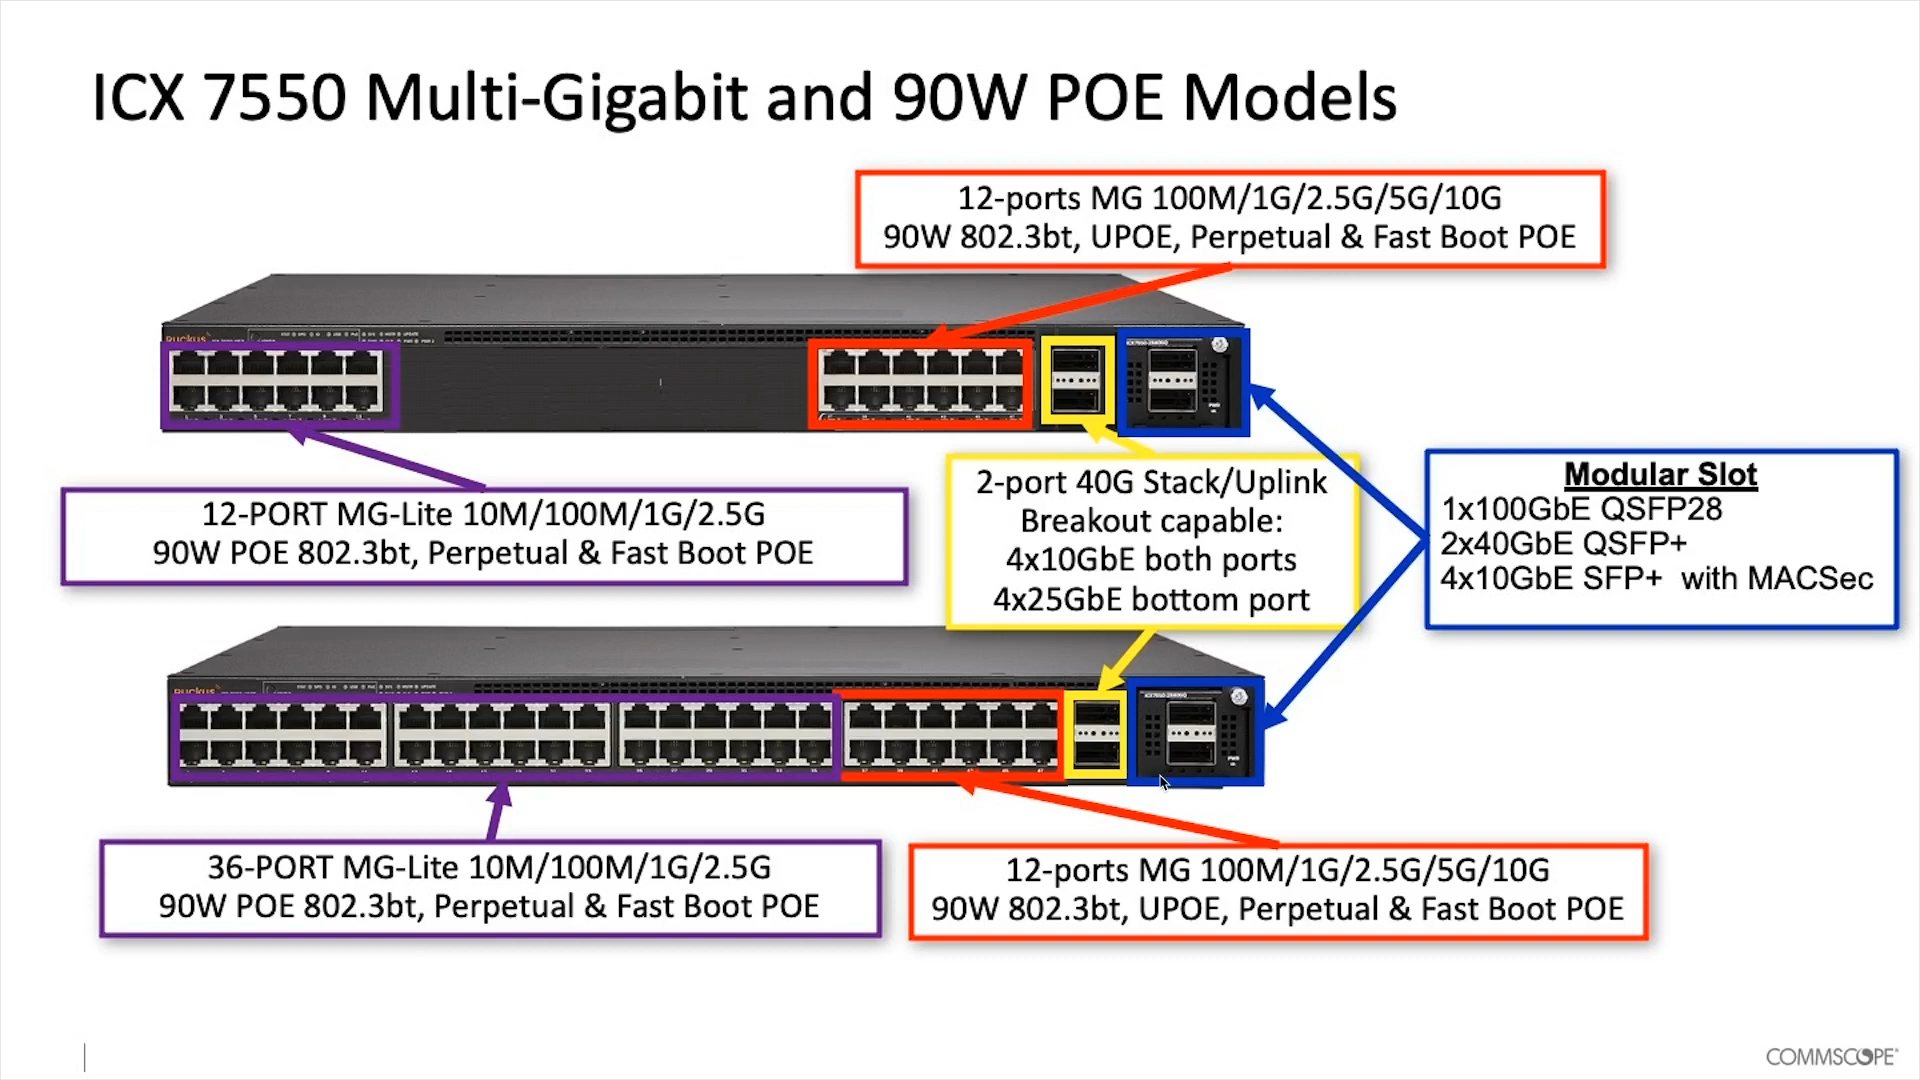 ICX 7550 Multi-Gigabit and 90W POE Models
12-ports MG 100M/1G/2.5G/5G/10G
90W 802.3bt, UPOE, Perpetual & Fast Boot POE
RUCKUS
ICX7550-2X40GQ
2-port 40G Stack/Uplink
Breakout capable:
4x10GbE both ports
4x25GbE bottom port
Modular Slot
1x100GbE QSFP28
2x40GbE QSFP+
4x10GbE SFP+ with MACSec
12-PORT MG-Lite 10M/100M/1G/2.5G
90W POE 802.3bt, Perpetual & Fast Boot POE
RUCKUS
36-PORT MG-Lite 10M/100M/1G/2.5G
90W POE 802.3bt, Perpetual & Fast Boot POE
12-ports MG 100M/1G/2.5G/5G/10G
90W 802.3bt, UPOE, Perpetual & Fast Boot POE
COMMSCOPE